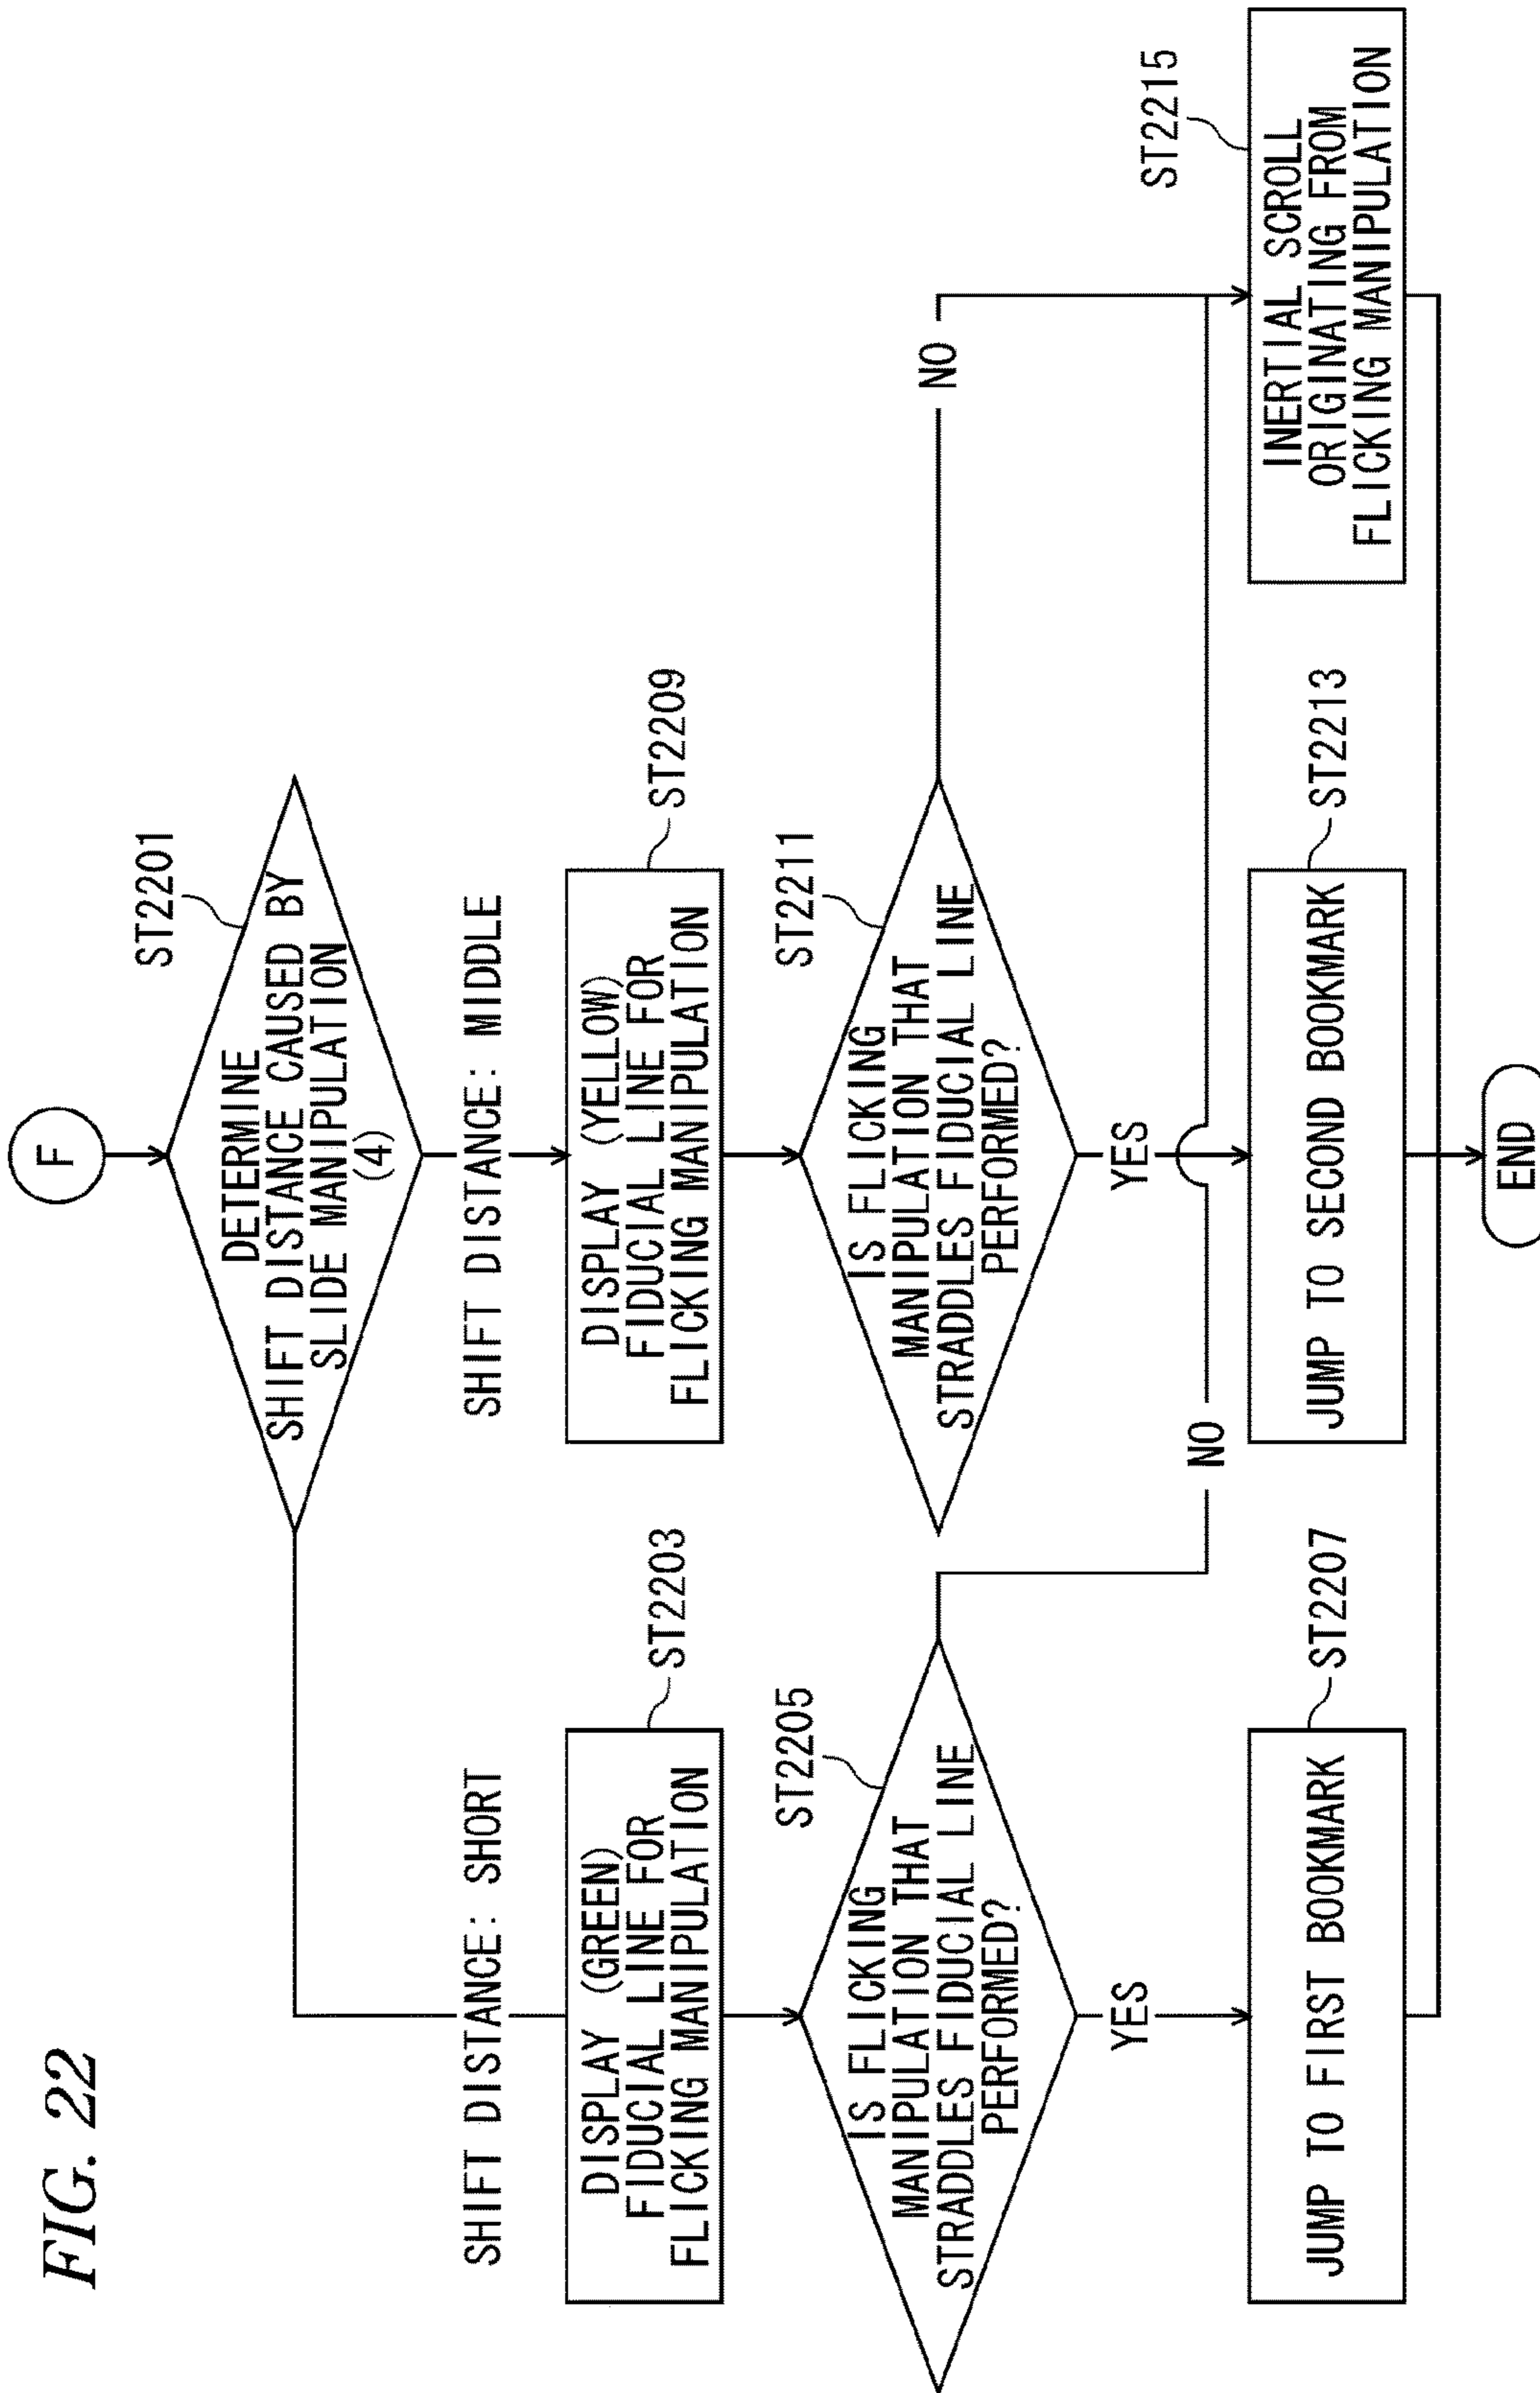 FIG. 22
F
ST2201
DETERMINE
SHIFT DISTANCE CAUSED BY
SLIDE MANIPULATION
(4)
SHIFT DISTANCE: SHORT
SHIFT DISTANCE: MIDDLE
ST2203
DISPLAY (GREEN)
FIDUCIAL LINE FOR
FLICKING MANIPULATION
ST2209
DISPLAY (YELLOW)
FIDUCIAL LINE FOR
FLICKING MANIPULATION
ST2205
IS FLICKING
MANIPULATION THAT
STRADDLES FIDUCIAL LINE
PERFORMED?
ST2211
IS FLICKING
MANIPULATION THAT
STRADDLES FIDUCIAL LINE
PERFORMED?
NO
YES
YES
NO
ST2207
JUMP TO FIRST BOOKMARK
ST2213
JUMP TO SECOND BOOKMARK
ST2215
INERTIAL SCROLL
ORIGINATING FROM
FLICKING MANIPULATION
END